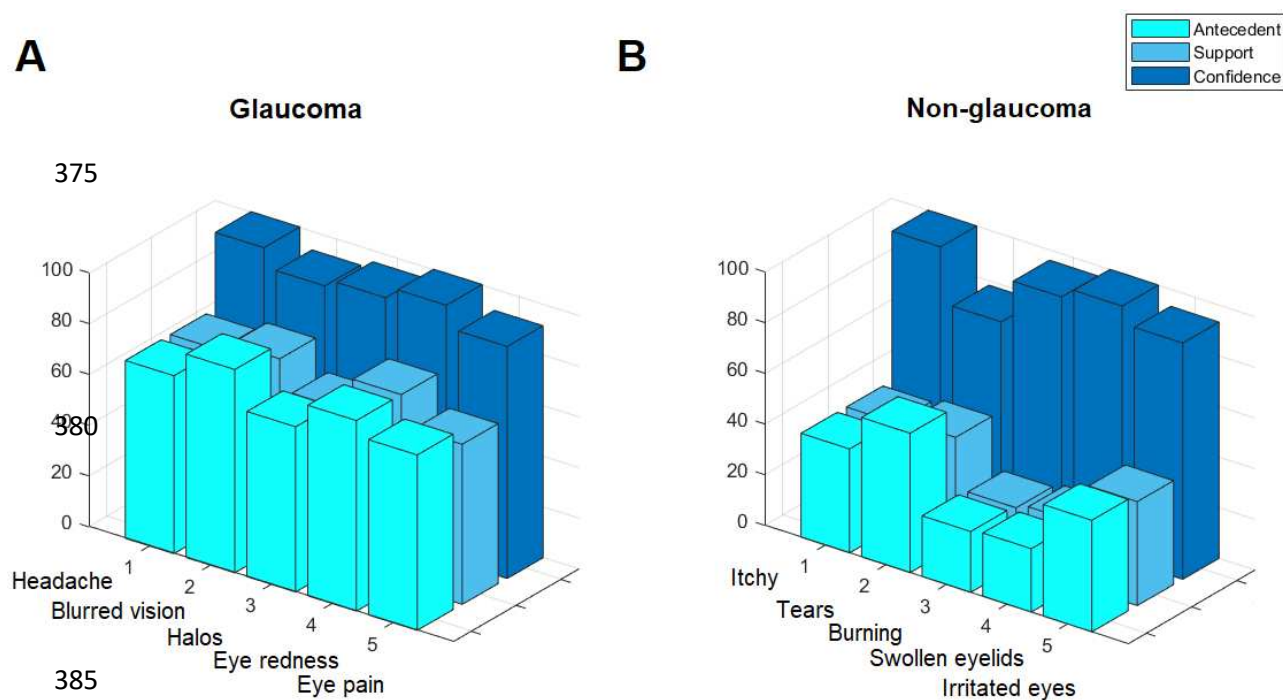 A
B
Antecedent
Support
Confidence
Glaucoma
Non-glaucoma
375
100
80
60
40
20
0
380
1
2
3
4
5
Headache
Blurred vision
Halos
Eye redness
Eye pain
385
100
80
60
40
20
0
1
2
3
4
5
Itchy
Tears
Burning
Swollen eyelids
Irritated eyes